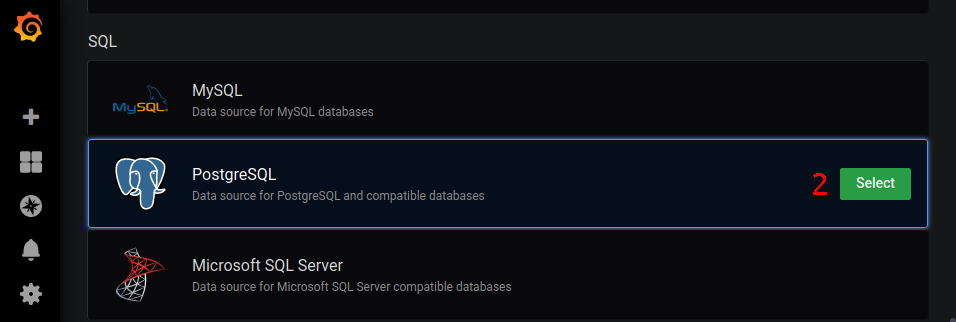 SQL
MySQL
MySQL
Data source for MySQL databases
PostgreSQL
Data source for PostgreSQL and compatible databases
2
Select
Microsoft SQL Server
Data source for Microsoft SQL Server compatible databases